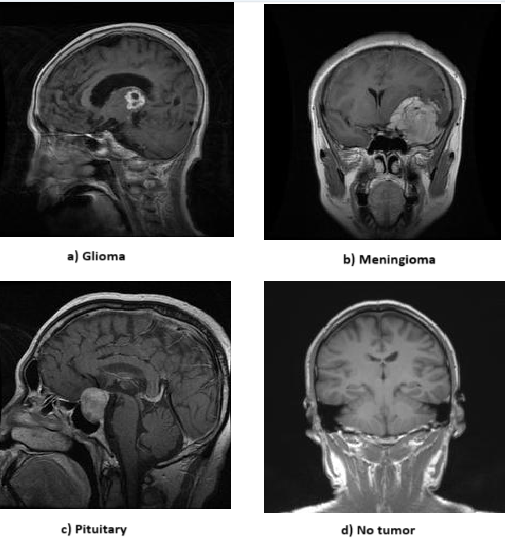 a) Glioma
b) Meningioma
c) Pituitary
d) No tumor